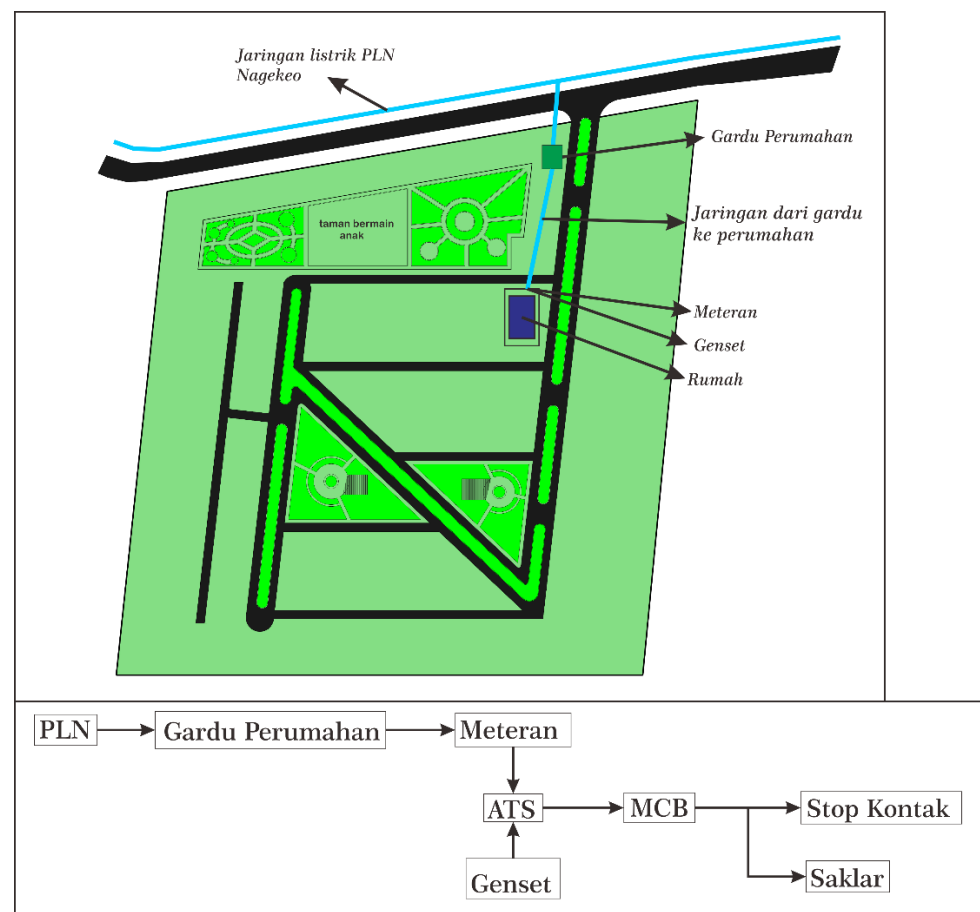 Jaringan listrik PLN
Nagekeo
Gardu Perumahan
taman bermain
anak
Jaringan dari gardu
ke perumahan
Meteran
Genset
Rumah
PLN
Gardu Perumahan
Meteran
ATS
MCB
Stop Kontak
Genset
Saklar